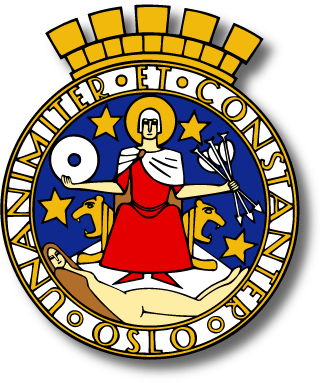 UNANIMITER · ET · CONSTANTER
OSLO